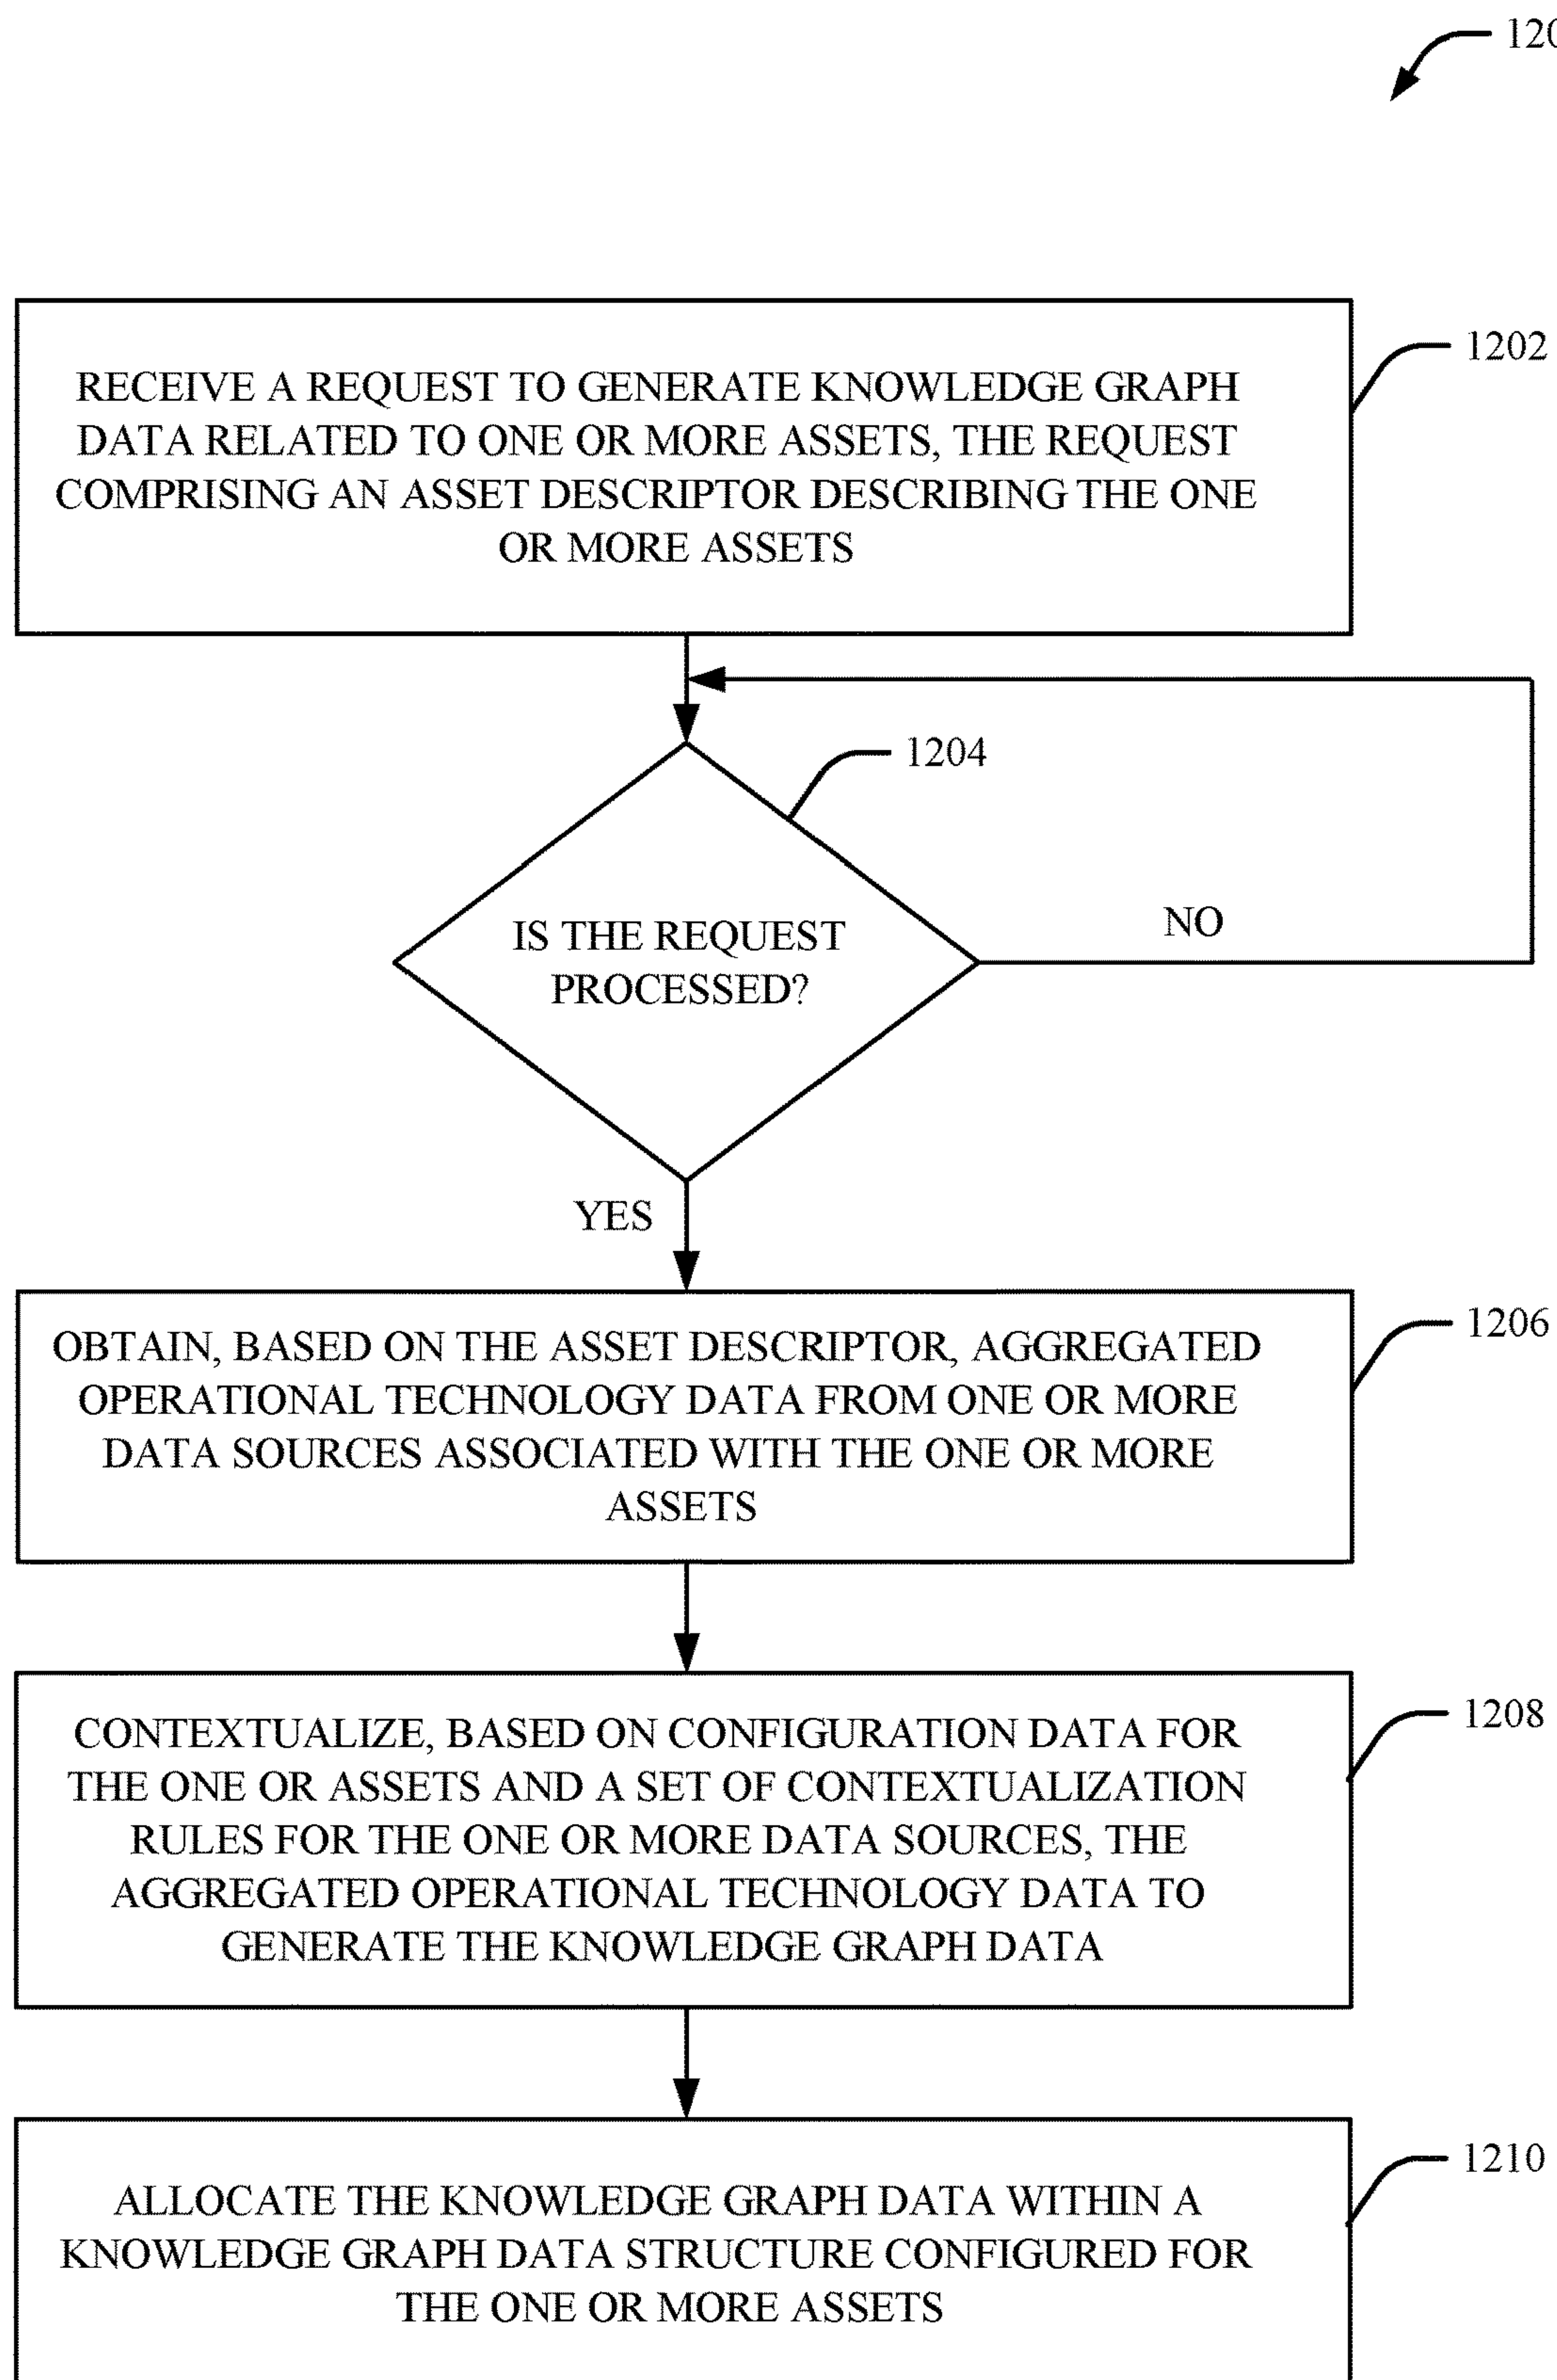 120
1202
RECEIVE A REQUEST TO GENERATE KNOWLEDGE GRAPH
DATA RELATED TO ONE OR MORE ASSETS, THE REQUEST
COMPRISING AN ASSET DESCRIPTOR DESCRIBING THE ONE
OR MORE ASSETS
1204
IS THE REQUEST
PROCESSED?
NO
YES
1206
OBTAIN, BASED ON THE ASSET DESCRIPTOR, AGGREGATED
OPERATIONAL TECHNOLOGY DATA FROM ONE OR MORE
DATA SOURCES ASSOCIATED WITH THE ONE OR MORE
ASSETS
1208
CONTEXTUALIZE, BASED ON CONFIGURATION DATA FOR
THE ONE OR ASSETS AND A SET OF CONTEXTUALIZATION
RULES FOR THE ONE OR MORE DATA SOURCES, THE
AGGREGATED OPERATIONAL TECHNOLOGY DATA TO
GENERATE THE KNOWLEDGE GRAPH DATA
1210
ALLOCATE THE KNOWLEDGE GRAPH DATA WITHIN A
KNOWLEDGE GRAPH DATA STRUCTURE CONFIGURED FOR
THE ONE OR MORE ASSETS